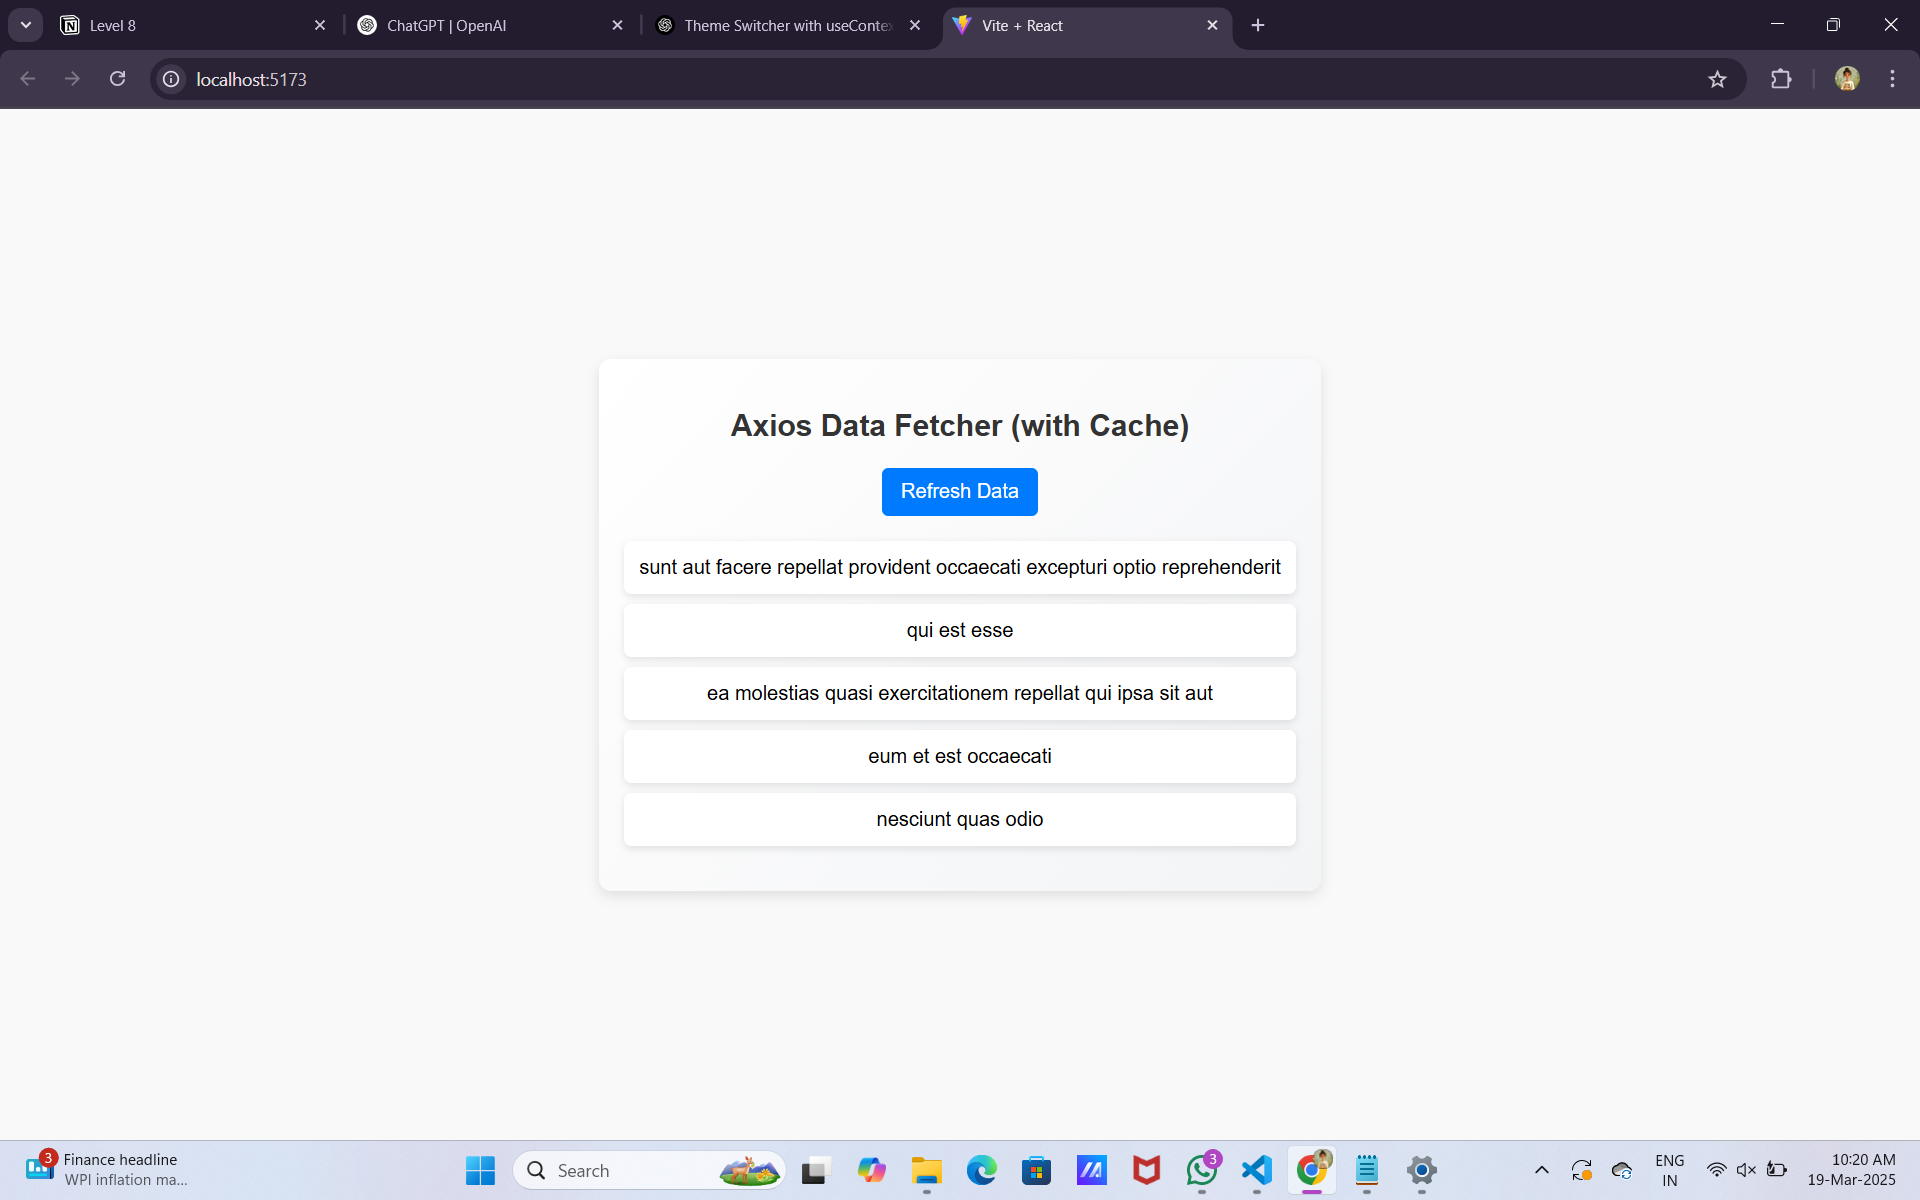 Level 8
ChatGPT | OpenAI
Theme Switcher with useContex
Vite + React
localhost:5173
Axios Data Fetcher (with Cache)
Refresh Data
sunt aut facere repellat provident occaecati excepturi optio reprehenderit
qui est esse
ea molestias quasi exercitationem repellat qui ipsa sit aut
eum et est occaecati
nesciunt quas odio
3
Finance headline
WPI inflation ma...
Search
3
ENG
IN
10:20 AM
19-Mar-2025